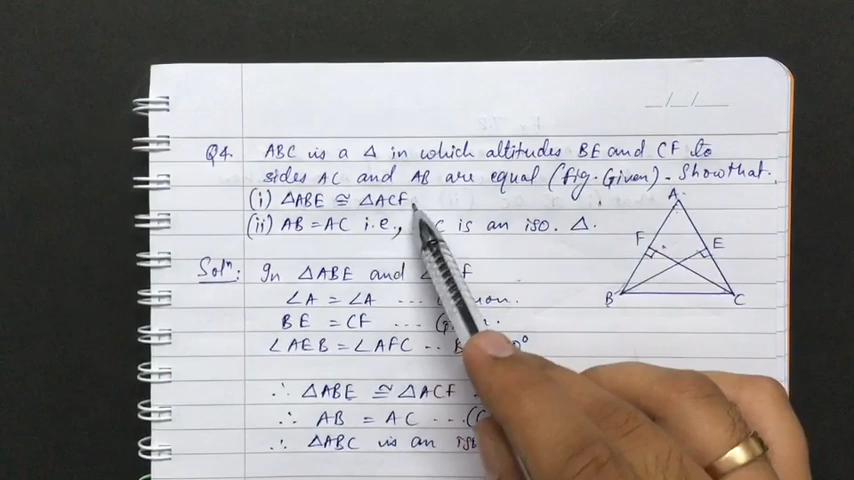 _/_/_
Q4. ABC is a Δ in which altitudes BE and CF to
sides AC and AB are equal (fig. Given). Show that.
(i) ΔABE ≅ ΔACF
(ii) AB = AC i.e., C is an iso. Δ.
A
F
E
B
C
Solⁿ: In ΔABE and F
∠A = ∠A ...
BE = CF ...
∠AEB = ∠AFC ..
∴ ΔABE ≅ ΔACF
∴ AB = AC ...
∴ ΔABC is an